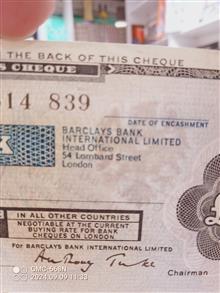 THE BACK OF THIS CHEQUE
S CHEQUE
14 839
DATE OF ENCASHMENT
BARCLAYS BANK
INTERNATIONAL LIMITED
Head Office
54 Lombard Street
London
IN ALL OTHER COUNTRIES
NEGOTIABLE AT THE CURRENT
BUYING RATE FOR BANK
CHEQUES ON LONDON.
FOR BARCLAYS BANK INTERNATIONAL LIMITED
Chairman
GMC-666N
2024.09.09 11:33